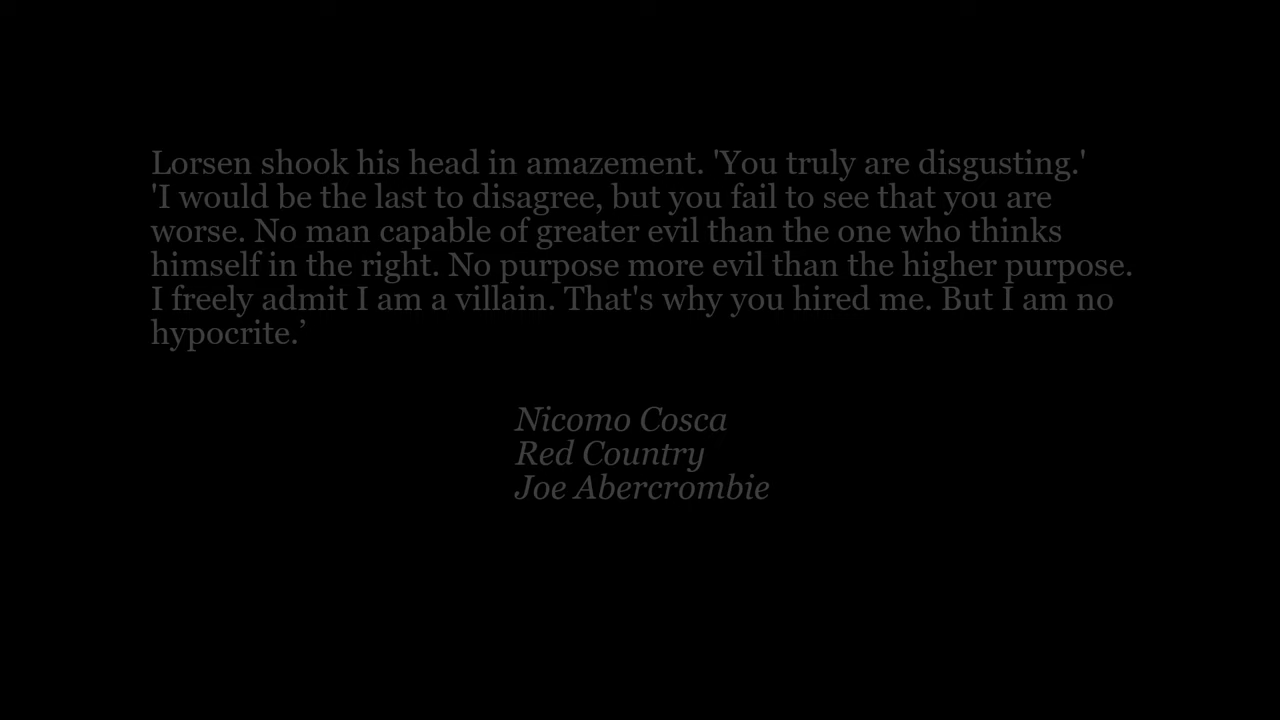 Lorsen shook his head in amazement. 'You truly are disgusting.'
'I would be the last to disagree, but you fail to see that you are
worse. No man capable of greater evil than the one who thinks
himself in the right. No purpose more evil than the higher purpose.
I freely admit I am a villain. That's why you hired me. But I am no
hypocrite.’
Nicomo Cosca
Red Country
Joe Abercrombie